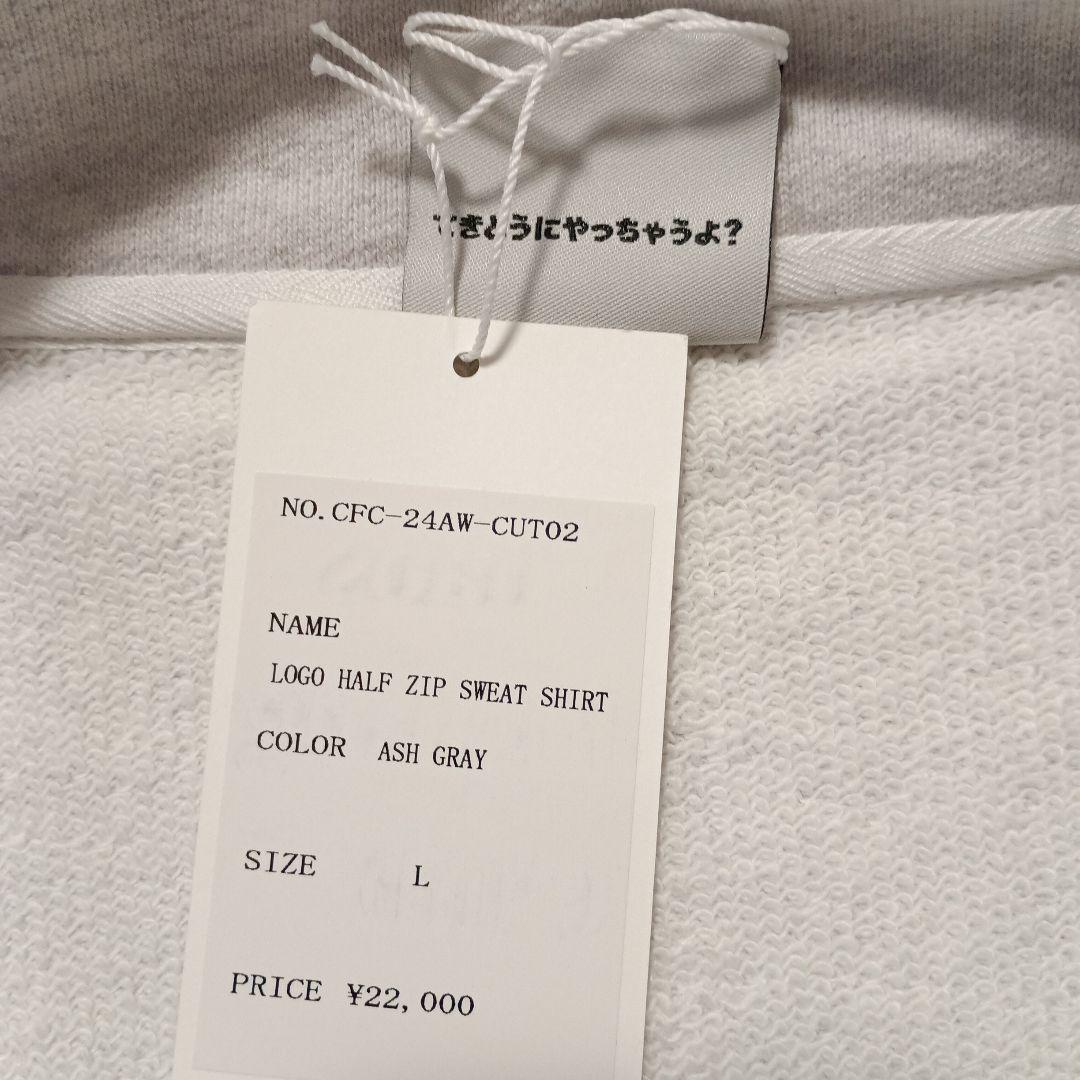 てきとうにやっちゃうよ?
NO. CFC-24AW-CUT02
NAME
LOGO HALF ZIP SWEAT SHIRT
COLOR ASH GRAY
SIZE L
PRICE ¥22,000